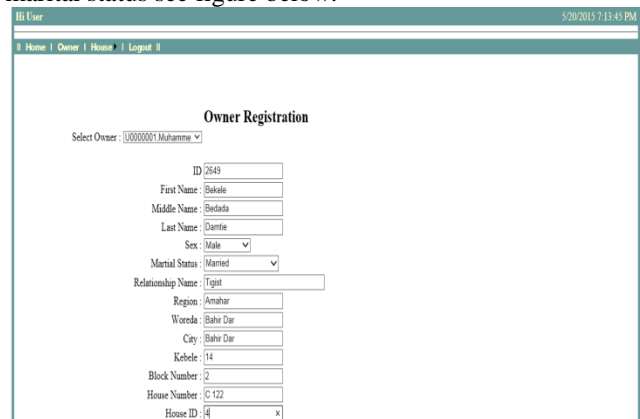 marital status see figure below.
Hi User 5/20/2015 7:13:45 PM
|| Home | Owner | House | Logout ||
Owner Registration
Select Owner : U0000001,Muhamme
ID 2649
First Name : Bekele
Middle Name : Bedada
Last Name : Damtie
Sex : Male
Martial Status : Married
Relationship Name : Tigist
Region : Amahar
Woreda : Bahir Dar
City : Bahir Dar
Kebele : 14
Block Number : 2
House Number : C 122
House ID : 4 x